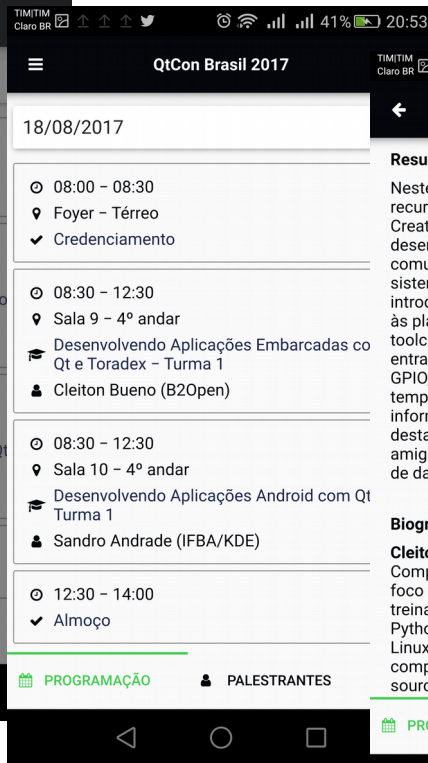 TIM|TIM
Claro BR
41%
20:53
QtCon Brasil 2017
18/08/2017
08:00 – 08:30
Foyer – Térreo
Credenciamento
08:30 – 12:30
Sala 9 – 4º andar
Desenvolvendo Aplicações Embarcadas co
Qt e Toradex – Turma 1
Cleiton Bueno (B2Open)
08:30 – 12:30
Sala 10 – 4º andar
Desenvolvendo Aplicações Android com Qt
Turma 1
Sandro Andrade (IFBA/KDE)
12:30 – 14:00
Almoço
PROGRAMAÇÃO
PALESTRANTES
TIM|TIM
Claro BR
Resu
Neste
recur
Creat
desen
comu
sister
introd
às pla
toolc
entra
GPIO
temp
inforr
desta
amig
de da
Biogr
Cleito
Comp
foco
treina
Pytho
Linux
comp
sourc
PRO